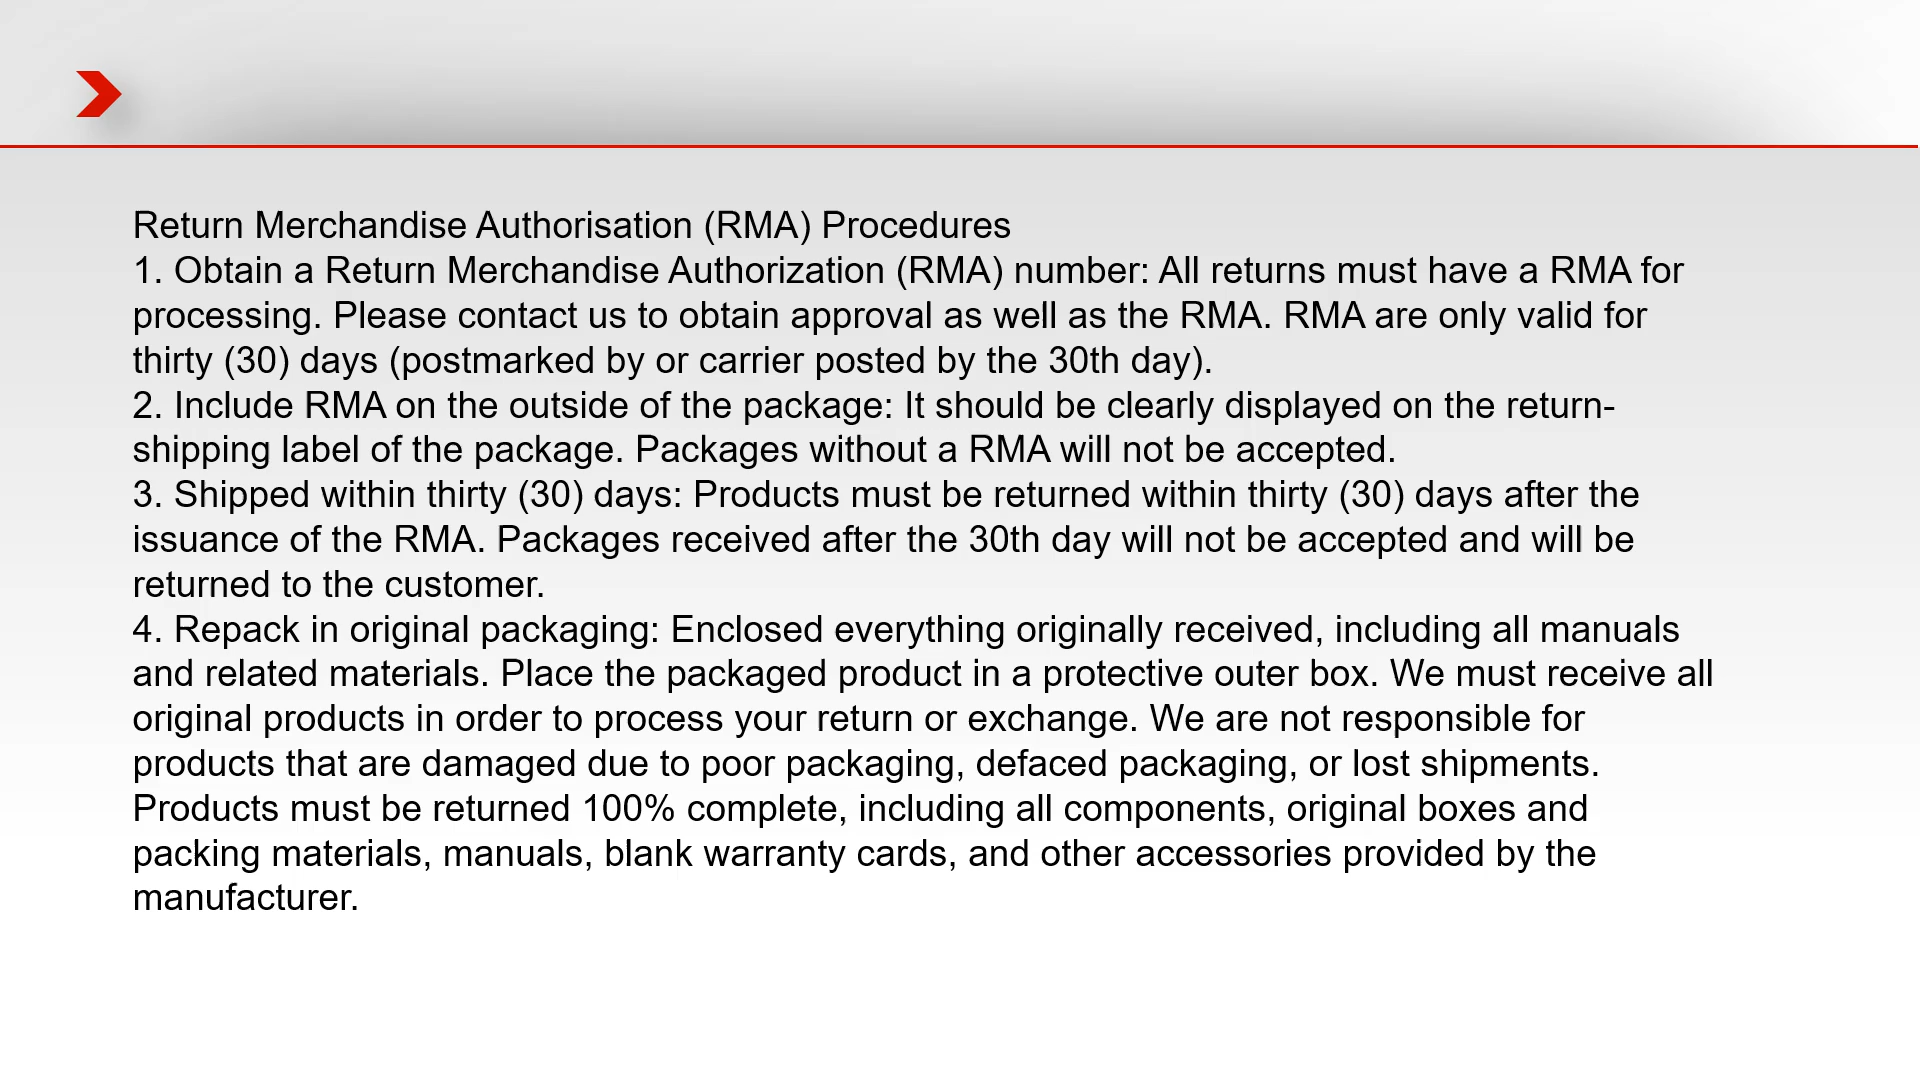 Return Merchandise Authorisation (RMA) Procedures
1. Obtain a Return Merchandise Authorization (RMA) number: All returns must have a RMA for
processing. Please contact us to obtain approval as well as the RMA. RMA are only valid for
thirty (30) days (postmarked by or carrier posted by the 30th day).
2. Include RMA on the outside of the package: It should be clearly displayed on the return-
shipping label of the package. Packages without a RMA will not be accepted.
3. Shipped within thirty (30) days: Products must be returned within thirty (30) days after the
issuance of the RMA. Packages received after the 30th day will not be accepted and will be
returned to the customer.
4. Repack in original packaging: Enclosed everything originally received, including all manuals
and related materials. Place the packaged product in a protective outer box. We must receive all
original products in order to process your return or exchange. We are not responsible for
products that are damaged due to poor packaging, defaced packaging, or lost shipments.
Products must be returned 100% complete, including all components, original boxes and
packing materials, manuals, blank warranty cards, and other accessories provided by the
manufacturer.